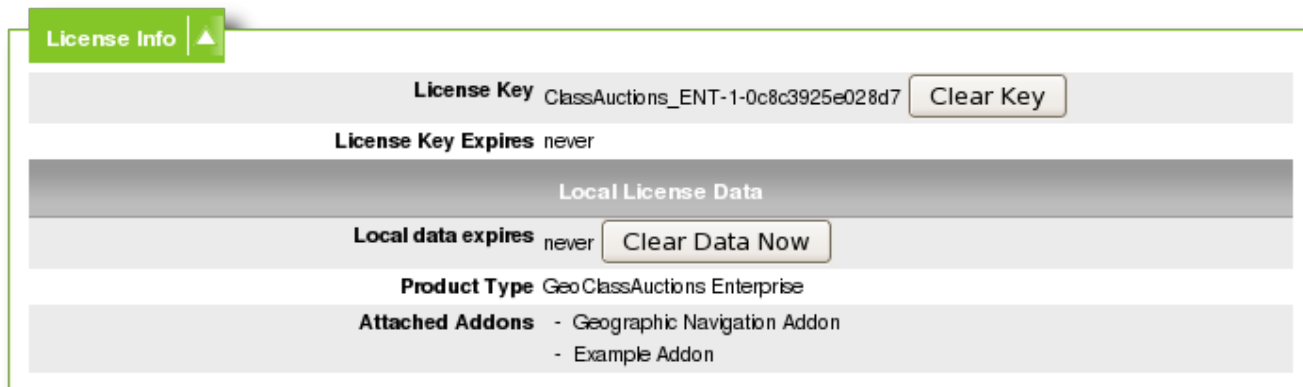 License Info
License Key ClassAuctions_ENT-1-0c8c3925e028d7 Clear Key
License Key Expires never
Local License Data
Local data expires never Clear Data Now
Product Type GeoClassAuctions Enterprise
Attached Addons - Geographic Navigation Addon
- Example Addon